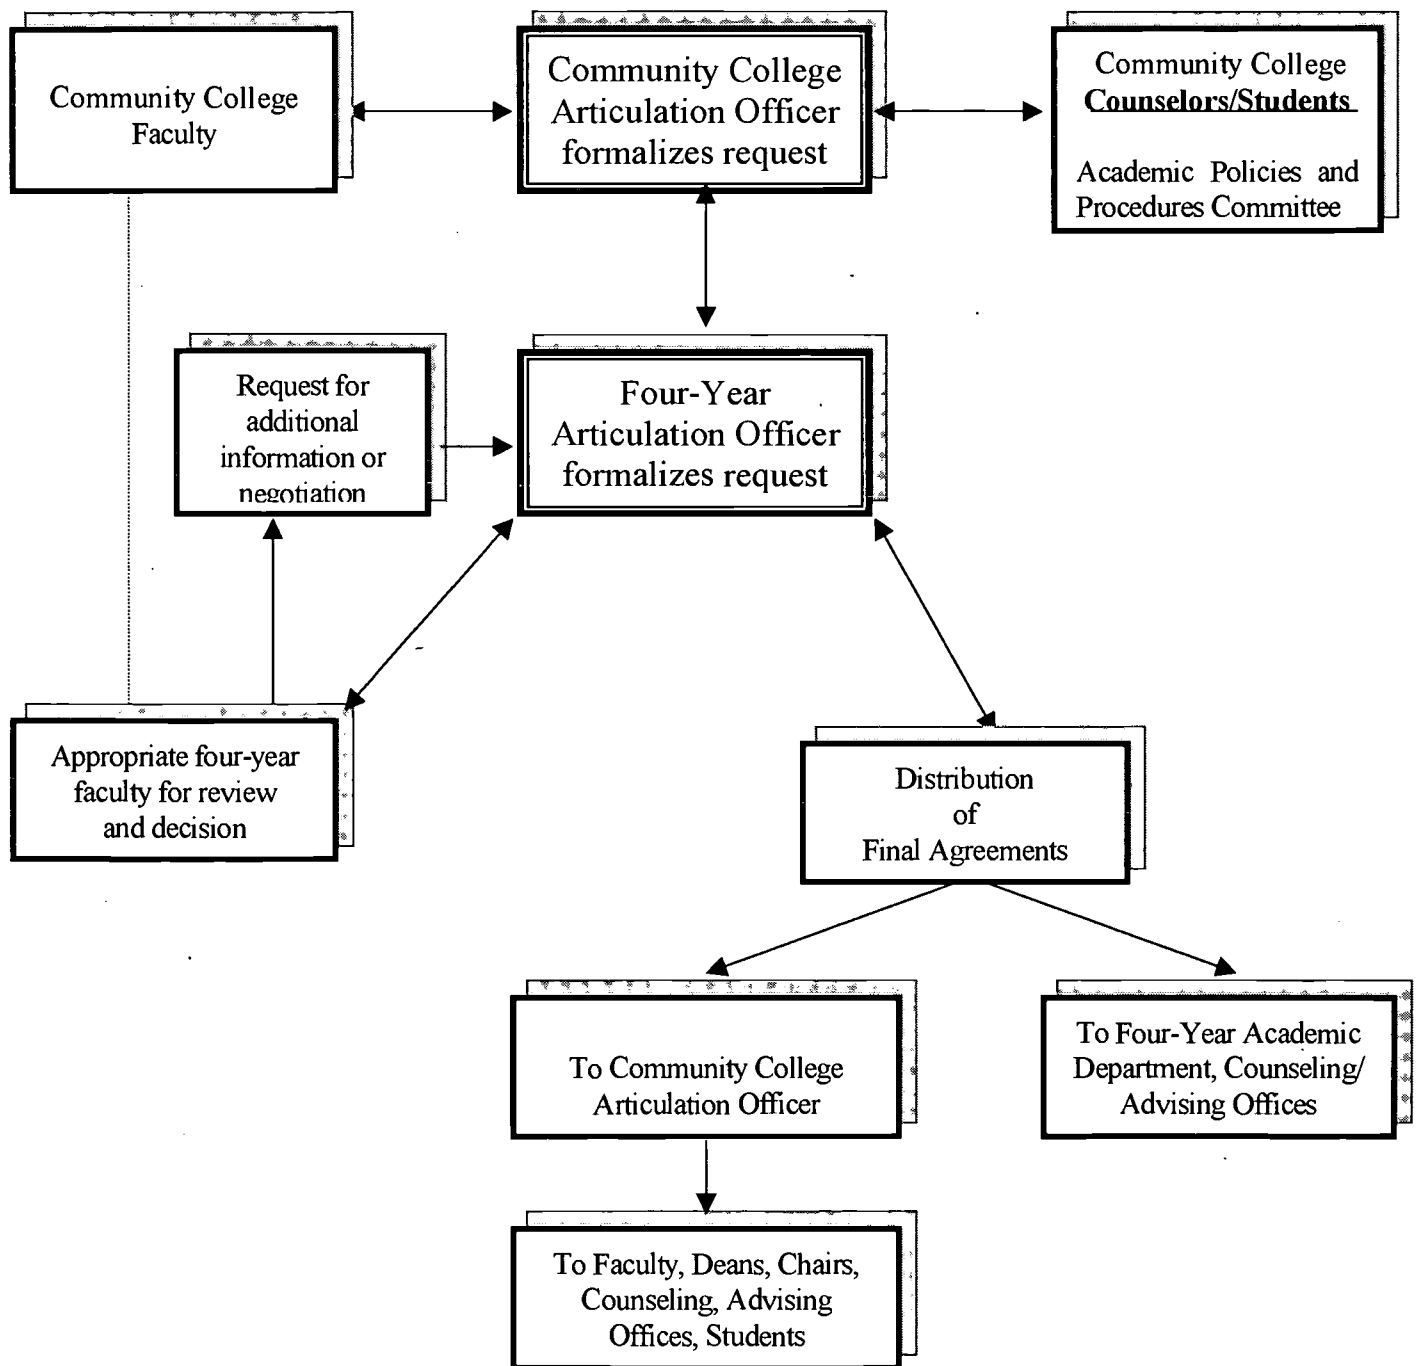 Community College
Faculty
Community College
Articulation Officer
formalizes request
Community College
Counselors/Students
Academic Policies and
Procedures Committee
Request for
additional
information or
negotiation
Four-Year
Articulation Officer
formalizes request
Appropriate four-year
faculty for review
and decision
Distribution
of
Final Agreements
To Community College
Articulation Officer
To Four-Year Academic
Department, Counseling/
Advising Offices
To Faculty, Deans, Chairs,
Counseling, Advising
Offices, Students